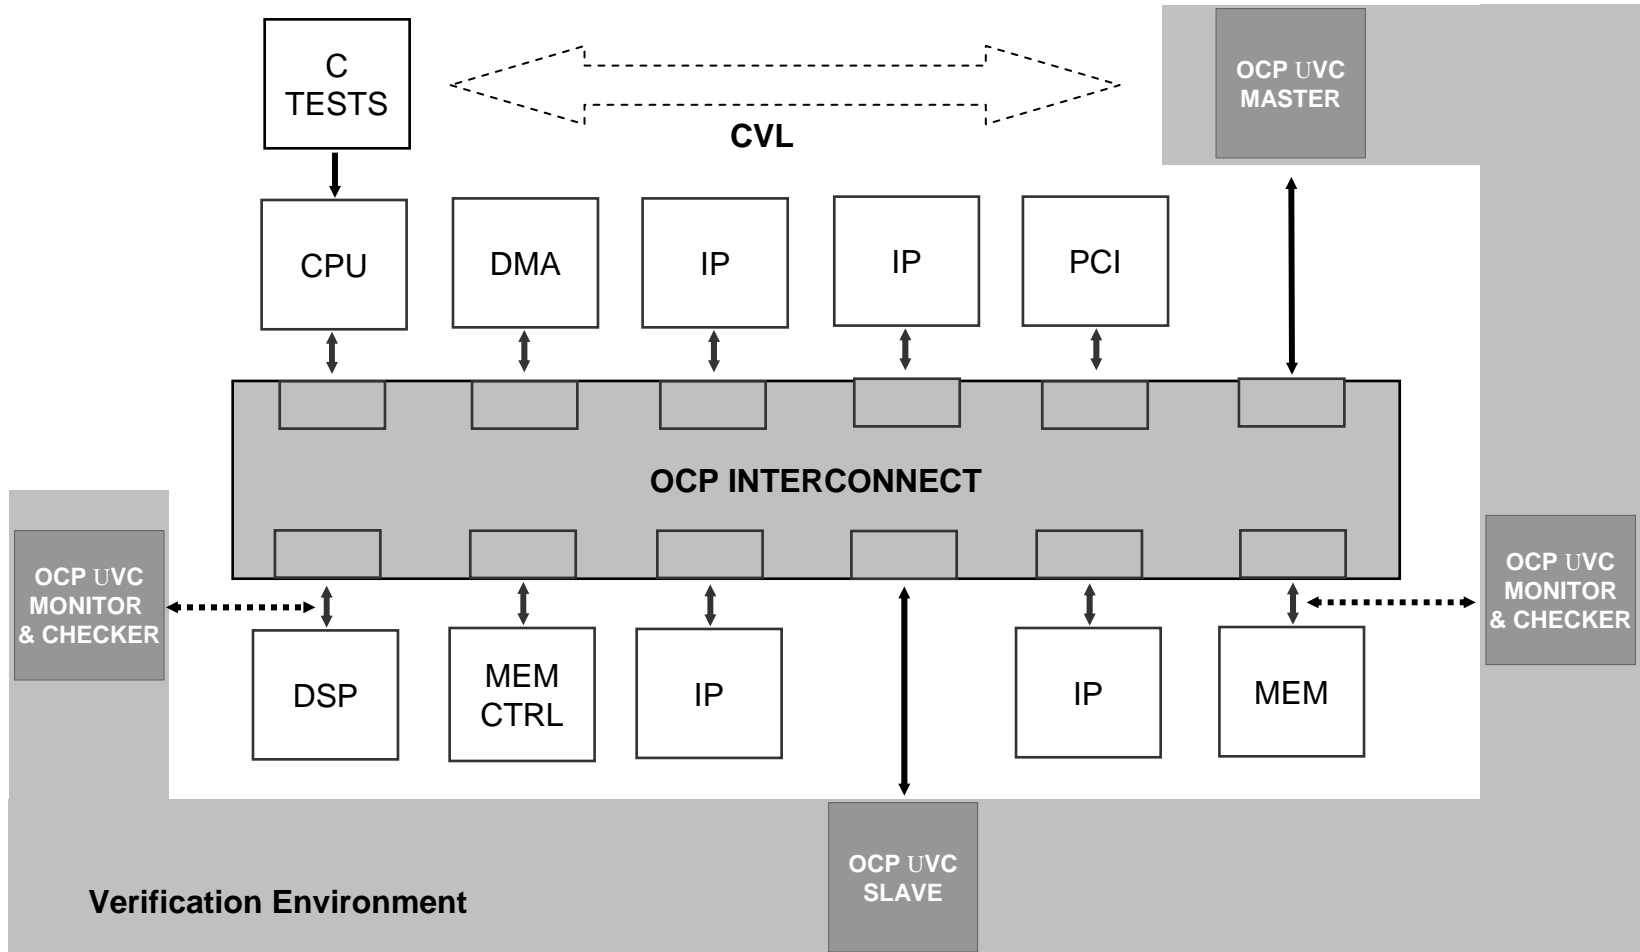 C
TESTS
CVL
OCP UVC
MASTER
CPU
DMA
IP
IP
PCI
OCP INTERCONNECT
OCP UVC
MONITOR
& CHECKER
OCP UVC
MONITOR
& CHECKER
DSP
MEM
CTRL
IP
IP
MEM
OCP UVC
SLAVE
Verification Environment